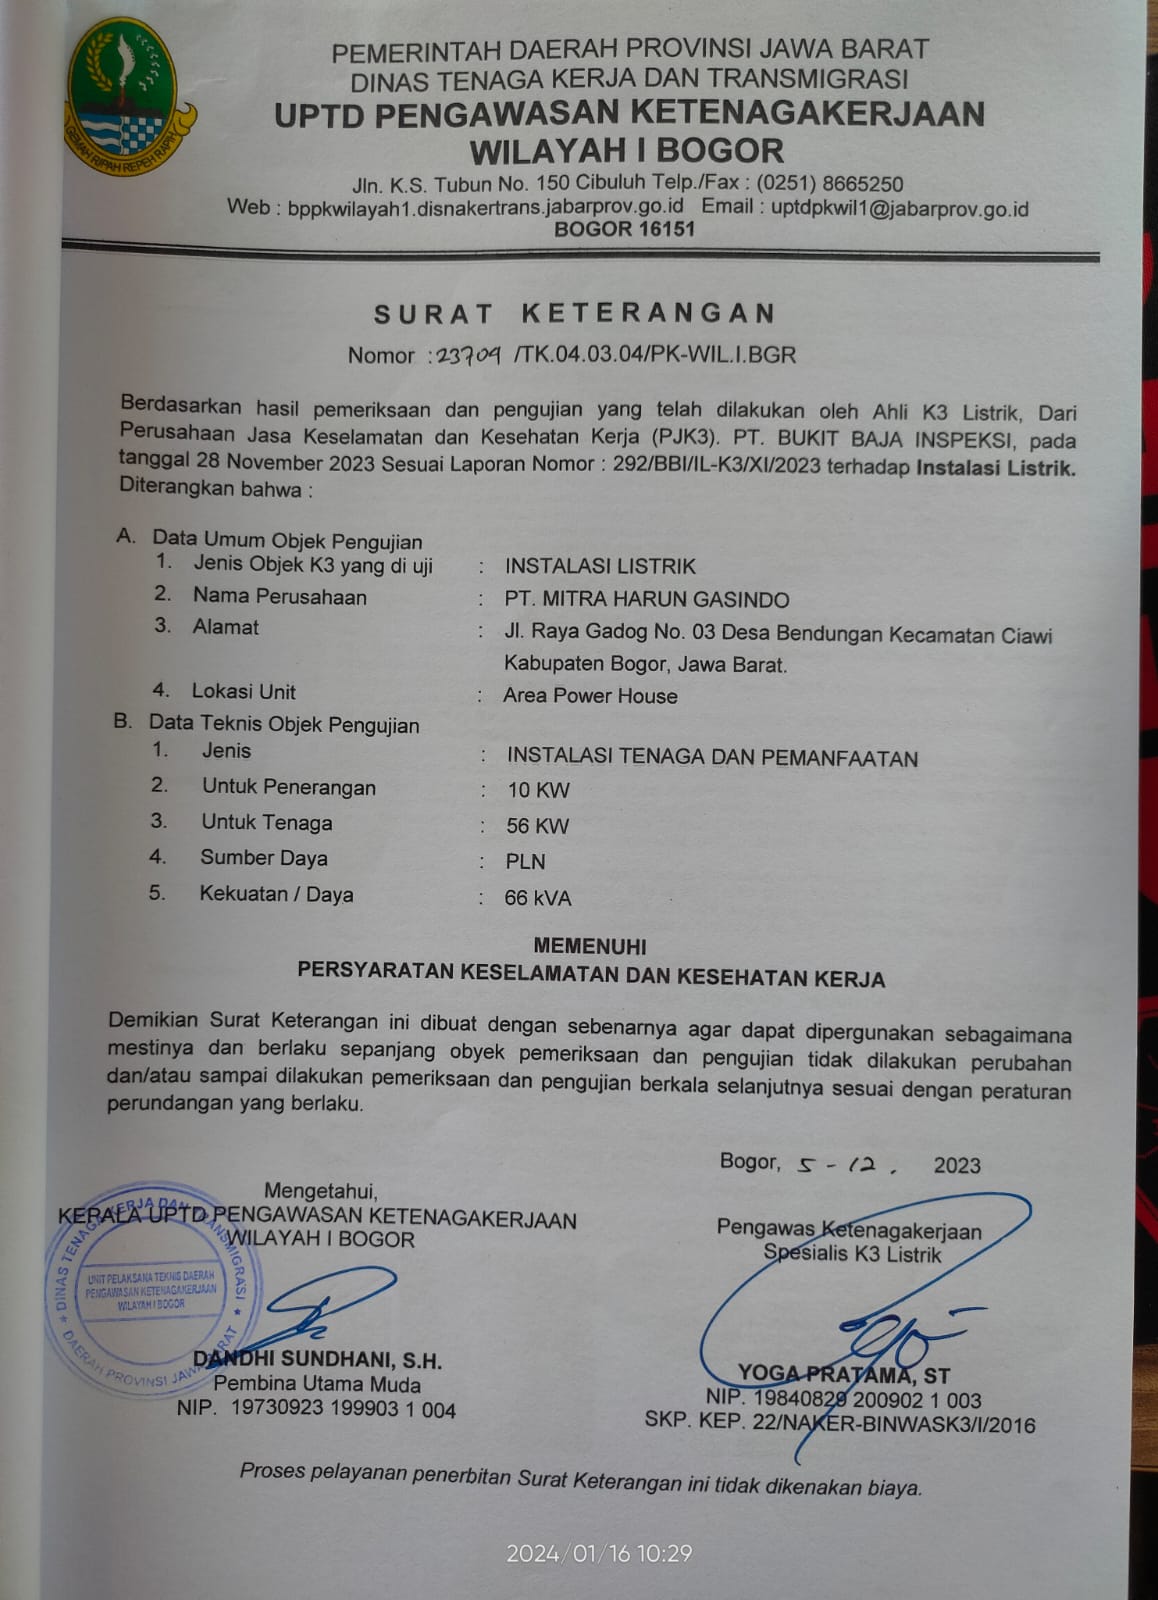 PEMERINTAH DAERAH PROVINSI JAWA BARAT
DINAS TENAGA KERJA DAN TRANSMIGRASI
UPTD PENGAWASAN KETENAGAKERJAAN
WILAYAH I BOGOR
Jln. K.S. Tubun No. 150 Cibuluh Telp./Fax : (0251) 8665250
Web : bppkwilayah1.disnakertrans.jabarprov.go.id Email : uptdpkwil1@jabarprov.go.id
BOGOR 16151
GEMAH RIPAH REPEH RAPIH
SURAT KETERANGAN
Nomor : 23709 /TK.04.03.04/PK-WIL.I.BGR
Berdasarkan hasil pemeriksaan dan pengujian yang telah dilakukan oleh Ahli K3 Listrik, Dari
Perusahaan Jasa Keselamatan dan Kesehatan Kerja (PJK3). PT. BUKIT BAJA INSPEKSI, pada
tanggal 28 November 2023 Sesuai Laporan Nomor : 292/BBI/IL-K3/XI/2023 terhadap Instalasi Listrik.
Diterangkan bahwa :
A. Data Umum Objek Pengujian
1. Jenis Objek K3 yang di uji : INSTALASI LISTRIK
2. Nama Perusahaan : PT. MITRA HARUN GASINDO
3. Alamat : Jl. Raya Gadog No. 03 Desa Bendungan Kecamatan Ciawi
Kabupaten Bogor, Jawa Barat.
4. Lokasi Unit : Area Power House
B. Data Teknis Objek Pengujian
1. Jenis : INSTALASI TENAGA DAN PEMANFAATAN
2. Untuk Penerangan : 10 KW
3. Untuk Tenaga : 56 KW
4. Sumber Daya : PLN
5. Kekuatan / Daya : 66 kVA
MEMENUHI
PERSYARATAN KESELAMATAN DAN KESEHATAN KERJA
Demikian Surat Keterangan ini dibuat dengan sebenarnya agar dapat dipergunakan sebagaimana
mestinya dan berlaku sepanjang obyek pemeriksaan dan pengujian tidak dilakukan perubahan
dan/atau sampai dilakukan pemeriksaan dan pengujian berkala selanjutnya sesuai dengan peraturan
perundangan yang berlaku.
Bogor, 5 - 12 . 2023
Mengetahui,
KEPALA UPTD PENGAWASAN KETENAGAKERJAAN
WILAYAH I BOGOR
DINAS TENAGA KERJA DAN TRANSMIGRASI
UNIT PELAKSANA TEKNIS DAERAH
PENGAWASAN KETENAGAKERJAAN
WILAYAH I BOGOR
DAERAH PROVINSI JAWA BARAT
DANDHI SUNDHANI, S.H.
Pembina Utama Muda
NIP. 19730923 199903 1 004
Pengawas Ketenagakerjaan
Spesialis K3 Listrik
YOGA PRATAMA, ST
NIP. 19840829 200902 1 003
SKP. KEP. 22/NAKER-BINWASK3/I/2016
Proses pelayanan penerbitan Surat Keterangan ini tidak dikenakan biaya.
2024/01/16 10:29